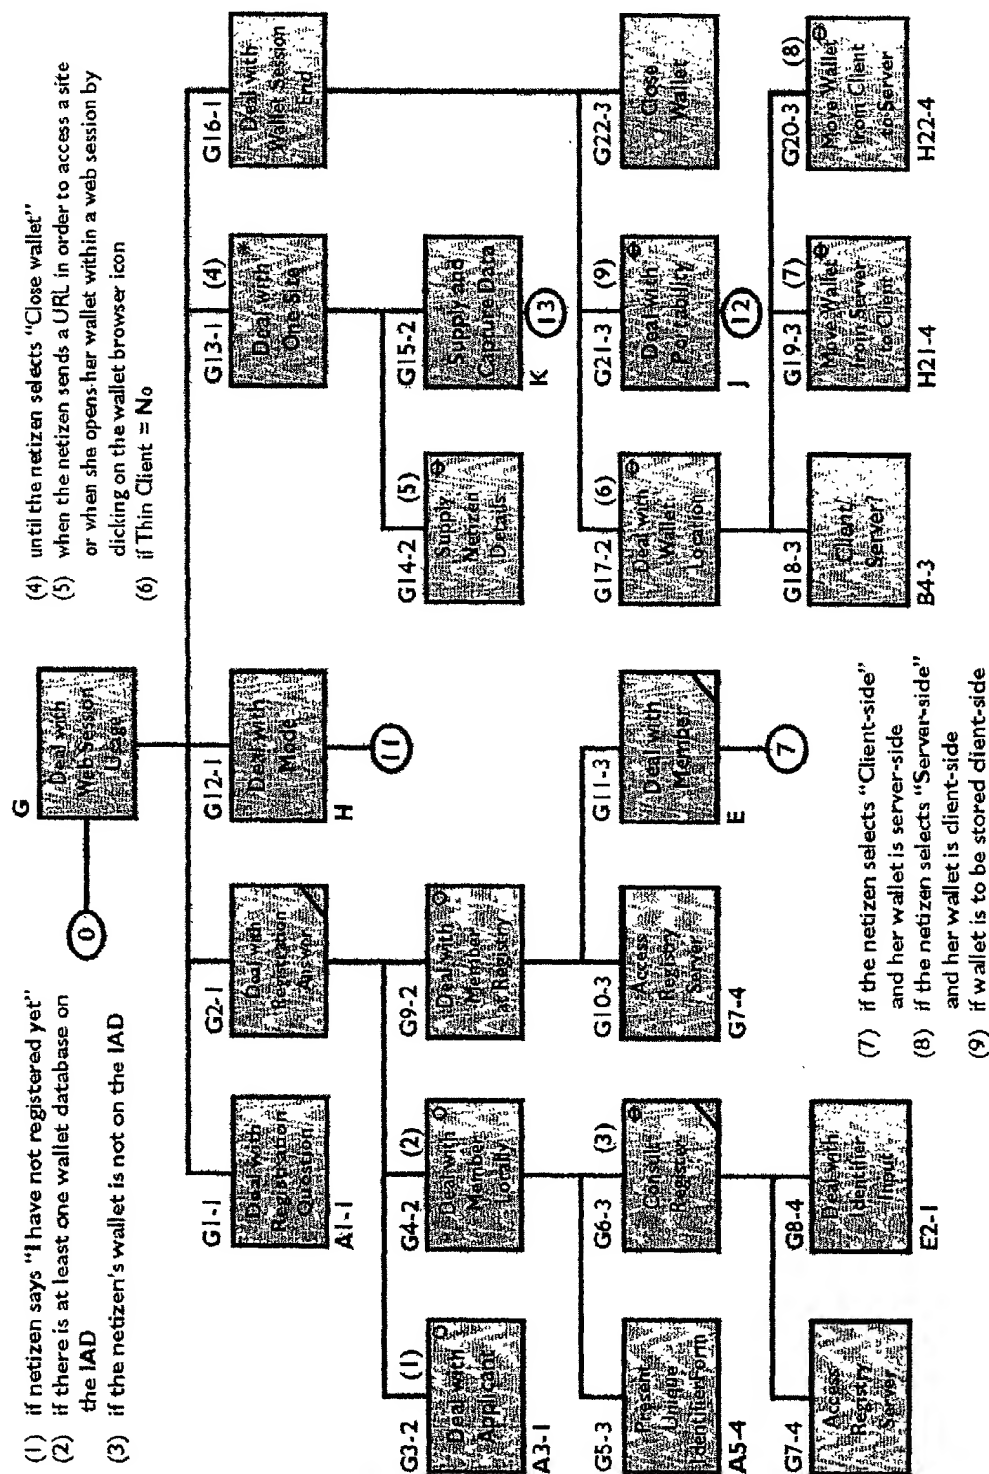 (1) if netizen says "I have not registered yet"
(2) if there is at least one wallet database on
the IAD
(3) if the netizen's wallet is not on the IAD
(4) until the netizen selects "Close wallet"
(5) when the netizen sends a URL in order to access a site
or when she opens her wallet within a web session by
clicking on the wallet browser icon
(6) if Thin Client = No
0
G
Deal with
Web Session
Usage
G1-1
Deal with
Registration
Question
A1-1
G2-1
Deal with
Registration
Answer
G12-1
Deal with
Mode
H
11
G13-1
(4)
Deal with
One Site
*
G16-1
Deal with
Wallet Session
End
G3-2
(1)
Deal with
Applicant
A3-1
G4-2
(2)
Deal with
Member
Locally
G9-2
Deal with
Member
at Registry
G14-2
(5)
Supply
Netizen
Details
G15-2
Supply and
Capture Data
K
13
G5-3
Present
Unique
Identifier Form
A5-4
G6-3
(3)
Consult
Register
G10-3
Access
Registry
Server
G7-4
G11-3
Deal with
Member
E
7
G17-2
(6)
Deal with
Wallet
Location
G21-3
(9)
Deal with
Portability
J
12
G22-3
Close
Wallet
G7-4
Access
Registry
Server
G8-4
Deal with
Identifier
Input
E2-1
G18-3
Client/
Server?
B4-3
G19-3
(7)
Move Wallet
from Server
to Client
H21-4
G20-3
(8)
Move Wallet
from Client
to Server
H22-4
(7) if the netizen selects "Client-side"
and her wallet is server-side
(8) if the netizen selects "Server-side"
and her wallet is client-side
(9) if wallet is to be stored client-side